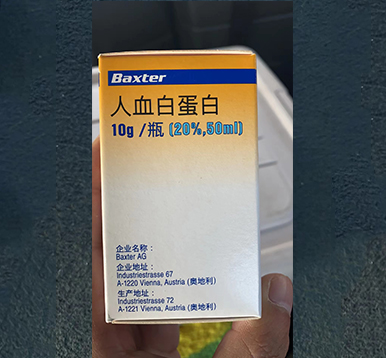 Baxter
人血白蛋白
10g /瓶 (20%,50ml)
企业名称：
Baxter AG
企业地址：
Industriestrasse 67
A-1220 Vienna, Austria (奥地利)
生产地址：
Industriestrasse 72
A-1221 Vienna, Austria (奥地利)